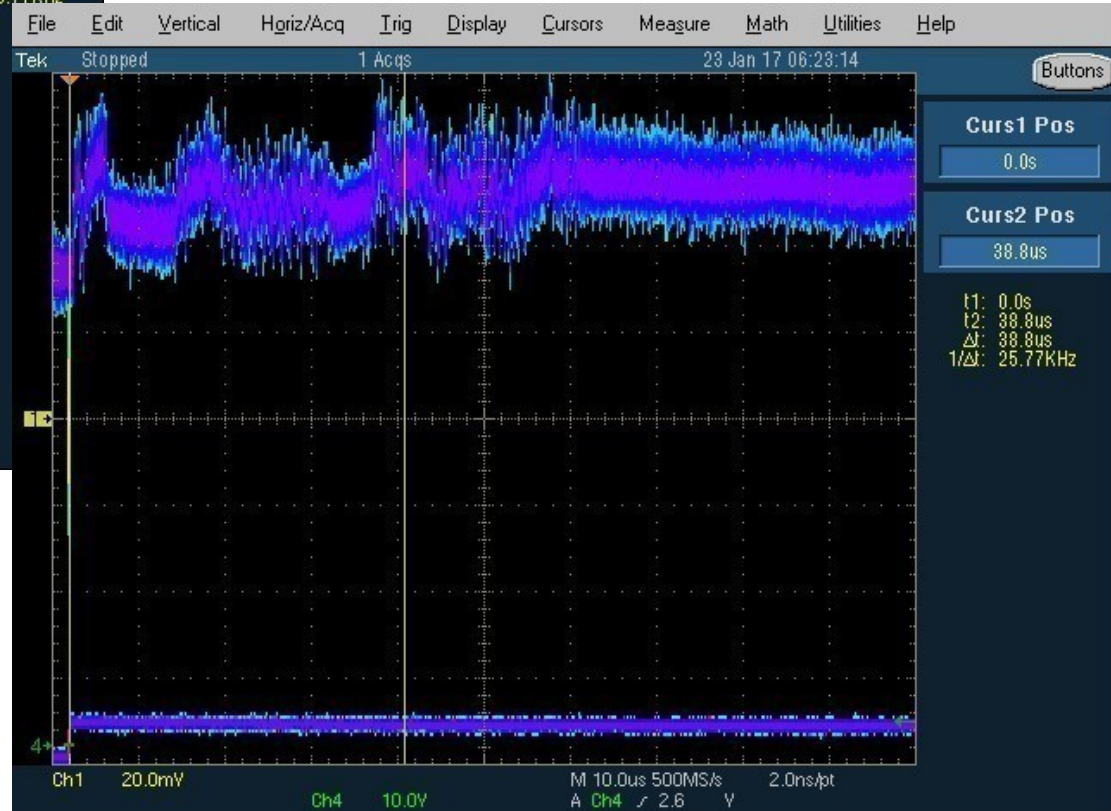 File Edit Vertical Horiz/Acq Trig Display Cursors Measure Math Utilities Help
Tek Stopped 1 Acqs 23 Jan 17 06:23:14
Buttons
Curs1 Pos
0.0s
Curs2 Pos
38.8us
t1: 0.0s
t2: 38.8us
Δt: 38.8us
1/Δt: 25.77KHz
1
4
Ch1 20.0mV M 10.0us 500MS/s 2.0ns/pt
Ch4 10.0V A Ch4 ⁄ 2.6 V